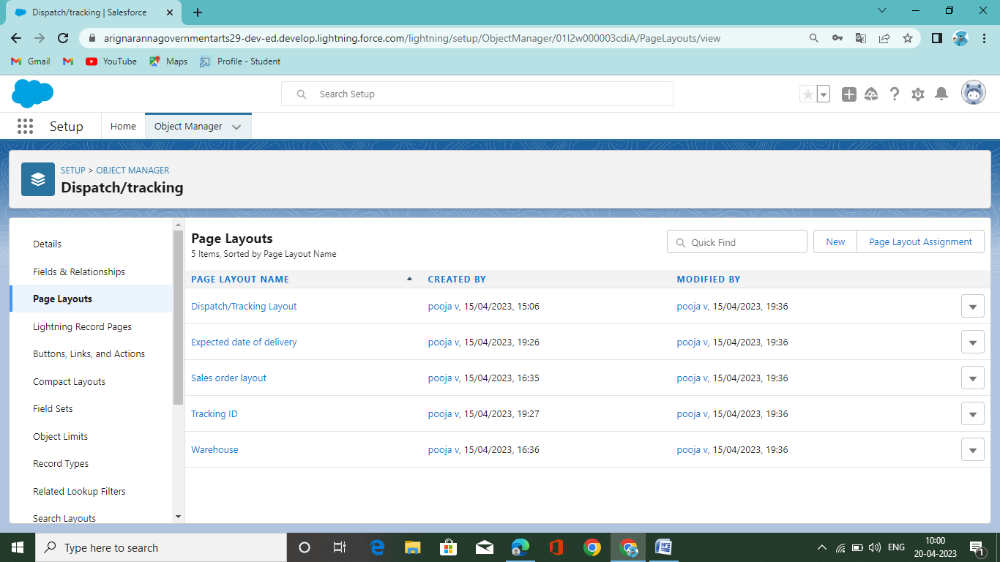 Dispatch/tracking | Salesforce
arignarannagovernmentarts29-dev-ed.develop.lightning.force.com/lightning/setup/ObjectManager/01I2w000003cdiA/PageLayouts/view
Gmail YouTube Maps Profile - Student
Search Setup
Setup Home Object Manager
SETUP > OBJECT MANAGER
Dispatch/tracking
Details
Fields & Relationships
Page Layouts
Lightning Record Pages
Buttons, Links, and Actions
Compact Layouts
Field Sets
Object Limits
Record Types
Related Lookup Filters
Search Layouts
Page Layouts
5 Items, Sorted by Page Layout Name
Quick Find New Page Layout Assignment
PAGE LAYOUT NAME CREATED BY MODIFIED BY
Dispatch/Tracking Layout pooja v, 15/04/2023, 15:06 pooja v, 15/04/2023, 19:36
Expected date of delivery pooja v, 15/04/2023, 19:26 pooja v, 15/04/2023, 19:36
Sales order layout pooja v, 15/04/2023, 16:35 pooja v, 15/04/2023, 19:36
Tracking ID pooja v, 15/04/2023, 19:27 pooja v, 15/04/2023, 19:36
Warehouse pooja v, 15/04/2023, 16:36 pooja v, 15/04/2023, 19:36
Type here to search
ENG
10:00
20-04-2023
1